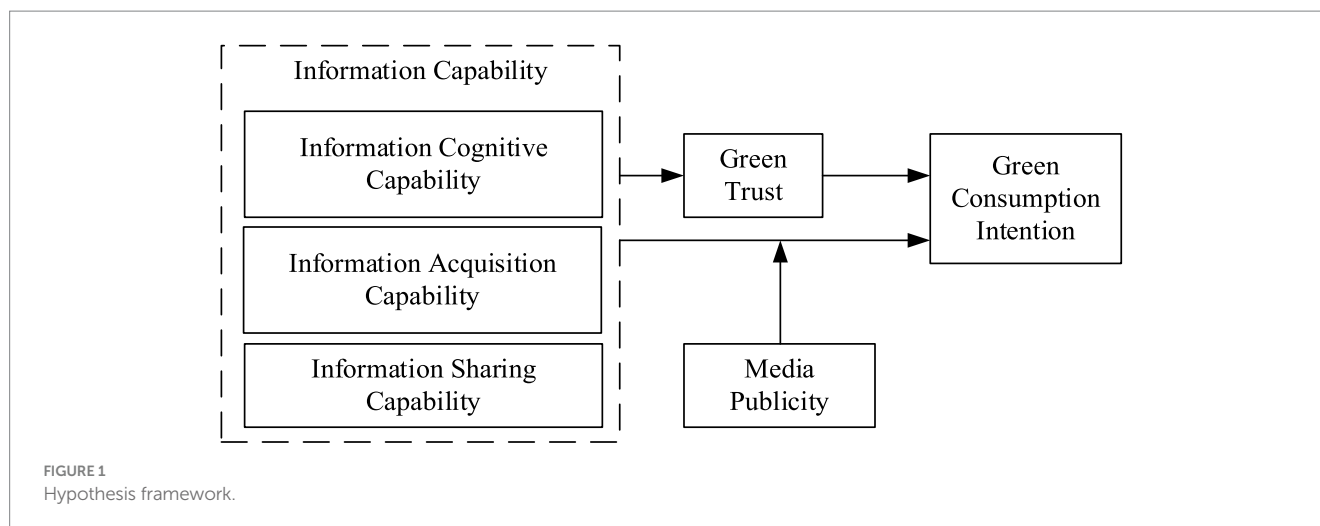 Information Capability
Information Cognitive
Capability
Information Acquisition
Capability
Information Sharing
Capability
Green
Trust
Media
Publicity
Green
Consumption
Intention
FIGURE 1
Hypothesis framework.